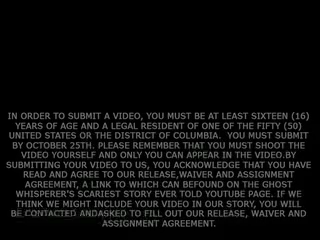 IN ORDER TO SUBMIT A VIDEO, YOU MUST BE AT LEAST SIXTEEN (16)
YEARS OF AGE AND A LEGAL RESIDENT OF ONE OF THE FIFTY (50)
UNITED STATES OR THE DISTRICT OF COLUMBIA.  YOU MUST SUBMIT
BY OCTOBER 25TH. PLEASE REMEMBER THAT YOU MUST SHOOT THE
VIDEO YOURSELF AND ONLY YOU CAN APPEAR IN THE VIDEO.BY
SUBMITTING YOUR VIDEO TO US, YOU ACKNOWLEDGE THAT YOU HAVE
READ AND AGREE TO OUR RELEASE,WAIVER AND ASSIGNMENT
AGREEMENT, A LINK TO WHICH CAN BEFOUND ON THE GHOST
WHISPERER'S SCARIEST STORY EVER TOLD YOUTUBE PAGE. IF WE
THINK WE MIGHT INCLUDE YOUR VIDEO IN OUR STORY, YOU WILL
BE CONTACTED ANDASKED TO FILL OUT OUR RELEASE, WAIVER AND
ASSIGNMENT AGREEMENT.